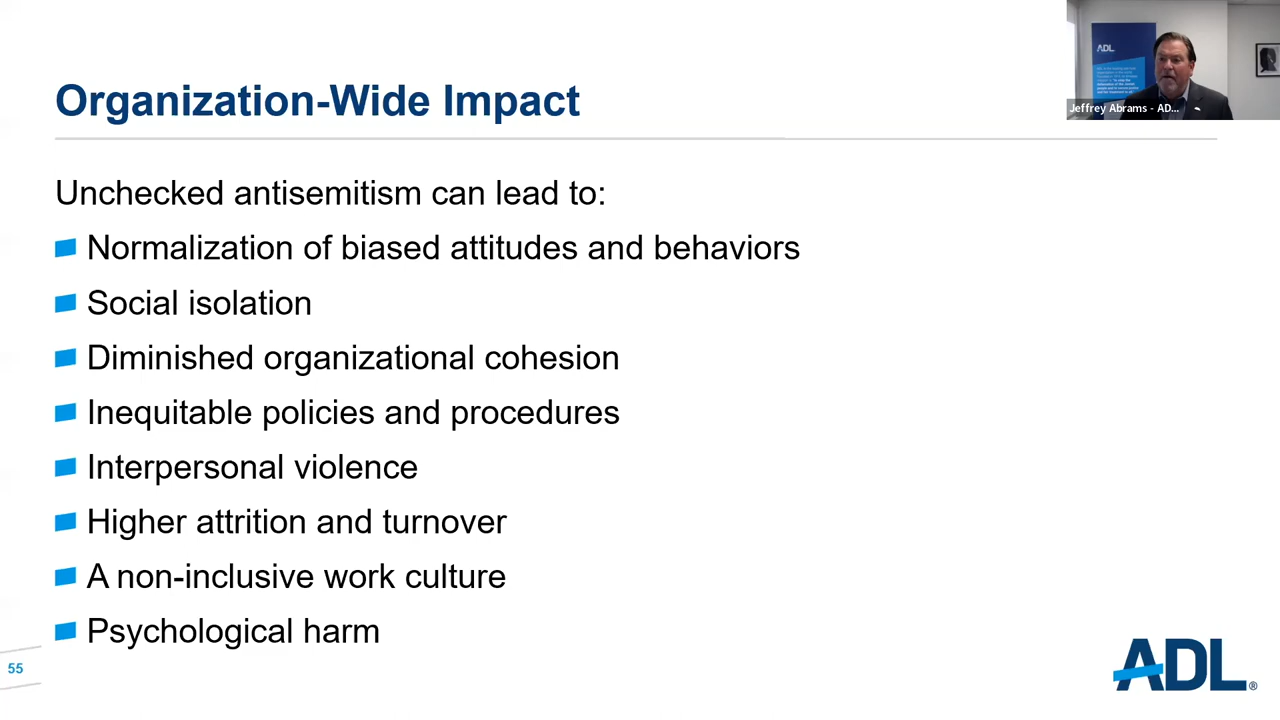 Organization-Wide Impact
Unchecked antisemitism can lead to:
Normalization of biased attitudes and behaviors
Social isolation
Diminished organizational cohesion
Inequitable policies and procedures
Interpersonal violence
Higher attrition and turnover
A non-inclusive work culture
Psychological harm
55
ADL®
ADL
Jeffrey Abrams - AD...